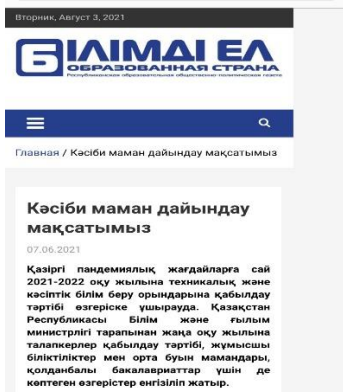 Вторник, Август 3, 2021
БІЛІМДІ ЕЛ
ОБРАЗОВАННАЯ СТРАНА
Республиканская образовательная общественно-политическая газета
Главная / Кәсіби маман дайындау мақсатымыз
Кәсіби маман дайындау
мақсатымыз
07.06.2021
Қазіргі пандемиялық жағдайларға сай
2021-2022 оқу жылына техникалық және
кәсіптік білім беру орындарына қабылдау
тәртібі өзгеріске ұшырауда. Қазақстан
Республикасы Білім және ғылым
министрлігі тарапынан жаңа оқу жылына
талапкерлер қабылдау тәртібі, жұмысшы
біліктіліктер мен орта буын мамандары,
қолданбалы бакалавриаттар үшін де
көптеген өзгерістер енгізіліп жатыр.